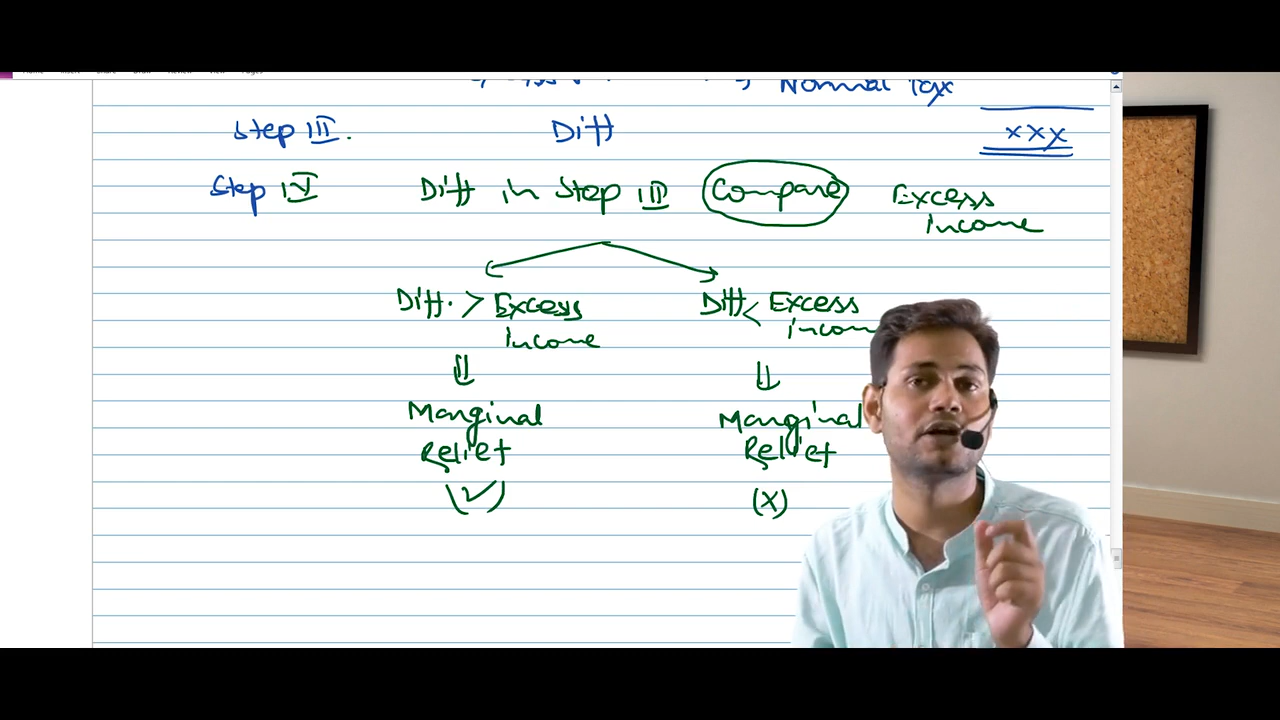 Normal Tax
Step III. Diff xxx
Step IV Diff in Step III Compare Excess
income
Diff. > Excess Diff < Excess
income incom
⇓ ⇓
Marginal Marginal
Relief Relief
(✓) (x)